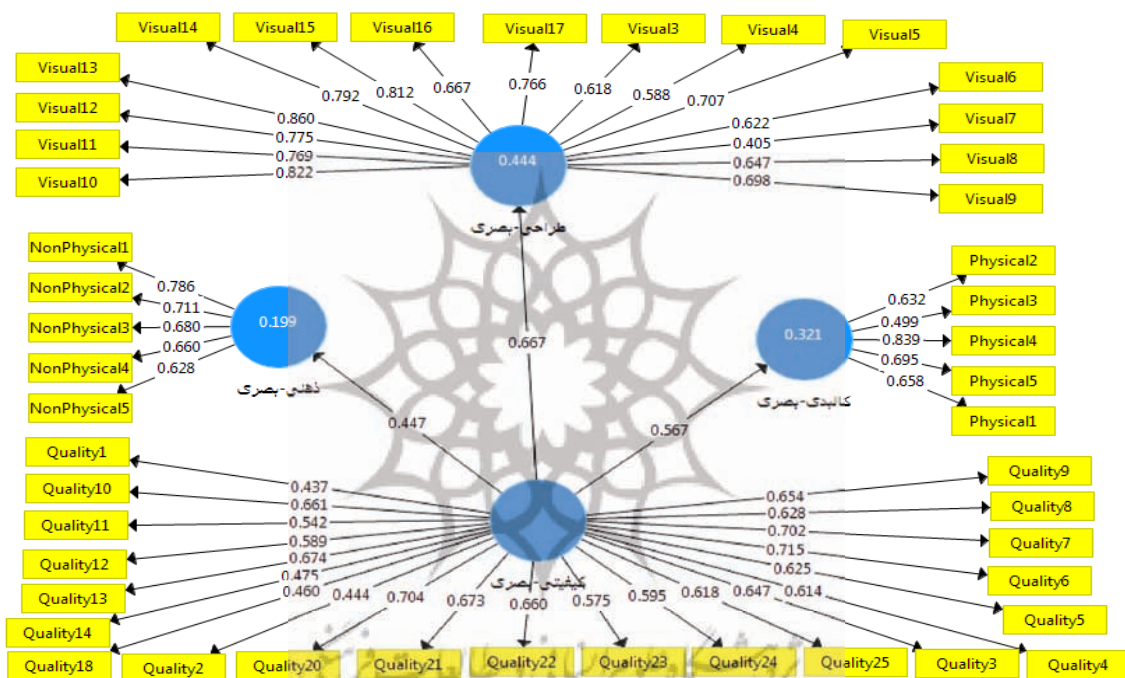 Visual14
Visual15
Visual16
Visual17
Visual3
Visual4
Visual5
Visual13
Visual12
Visual11
Visual10
Visual6
Visual7
Visual8
Visual9
0.792
0.812
0.667
0.766
0.618
0.588
0.707
0.860
0.775
0.769
0.822
0.622
0.405
0.647
0.698
0.444
طراحی-بصری
NonPhysical1
NonPhysical2
NonPhysical3
NonPhysical4
NonPhysical5
0.786
0.711
0.680
0.660
0.628
0.199
ذهنی-بصری
0.667
0.321
کالبدی-بصری
0.632
0.499
0.839
0.695
0.658
Physical2
Physical3
Physical4
Physical5
Physical1
0.447
0.567
Quality1
Quality10
Quality11
Quality12
Quality13
Quality14
Quality18
Quality2
Quality20
Quality21
Quality22
Quality23
Quality24
Quality25
Quality3
Quality4
Quality5
Quality6
Quality7
Quality8
Quality9
0.437
0.661
0.542
0.589
0.674
0.475
0.460
0.444
0.704
0.673
0.660
0.575
0.595
0.618
0.647
0.614
0.625
0.715
0.702
0.628
0.654
کیفیتی-بصری